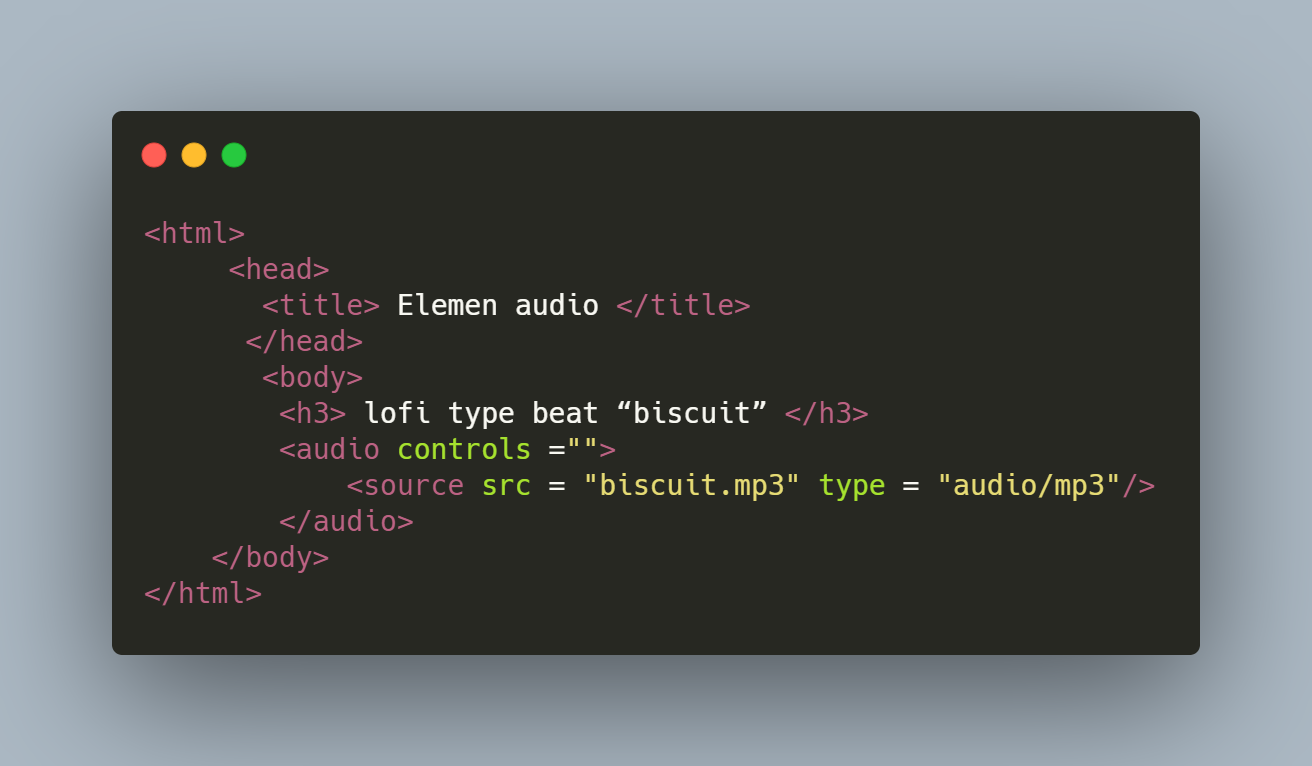 <html>
<head>
<title> Elemen audio </title>
</head>
<body>
<h3> lofi type beat “biscuit” </h3>
<audio controls ="">
<source src = "biscuit.mp3" type = "audio/mp3"/>
</audio>
</body>
</html>